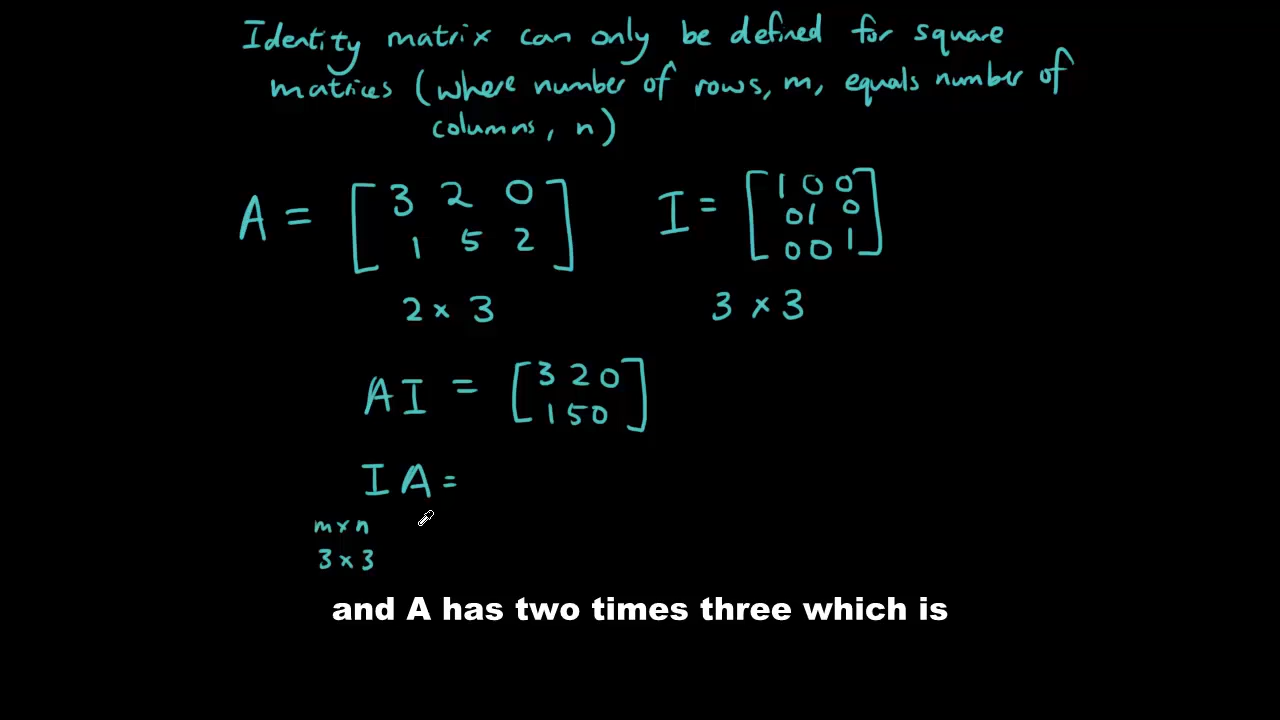 Identity matrix can only be defined for square
matrices (where number of rows, m, equals number of
columns, n)
A = [3 2 0
1 5 2]
I = [1 0 0
0 1 0
0 0 1]
2 × 3
3 × 3
AI = [3 2 0
1 5 0]
IA =
m × n
3 × 3
and A has two times three which is